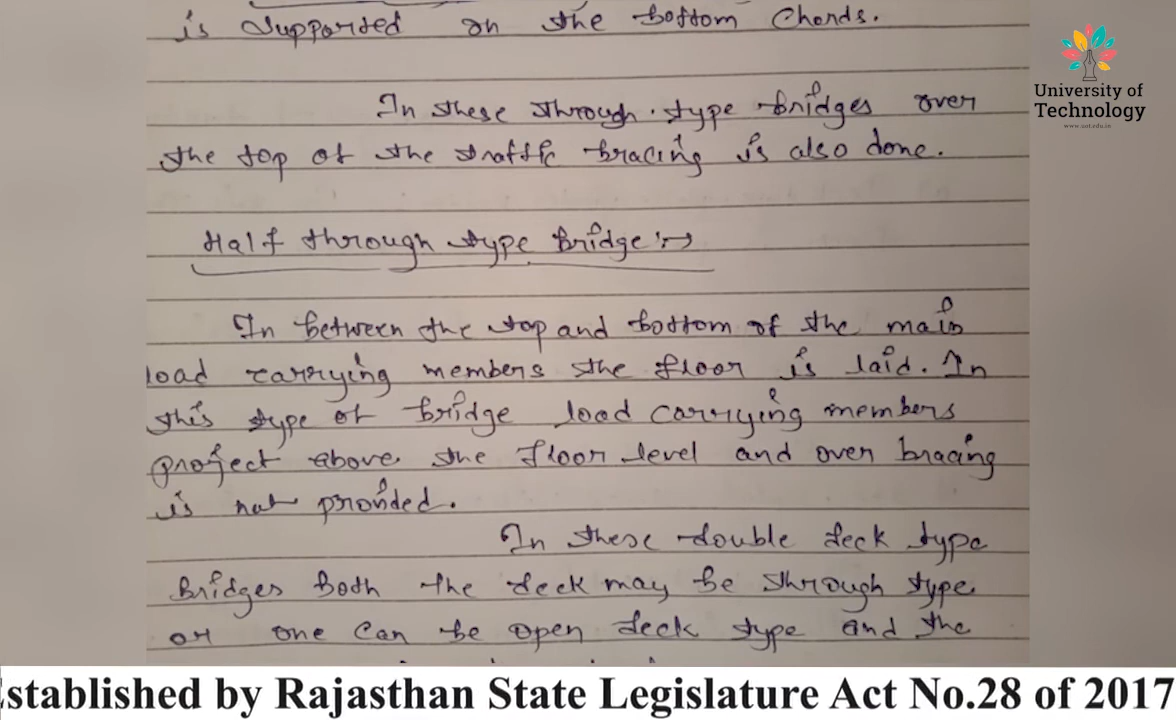 is supported on the bottom chords.
University of
Technology
www.uot.edu.in
In these through type bridges over
the top of the traffic bracing is also done.
Half through type bridge :→
In between the top and bottom of the main
load carrying members the floor is laid. In
this type of bridge load carrying members
project above the floor level and over bracing
is not provided.
In these double deck type
bridges both the deck may be through type
or one can be open deck type and the
Established by Rajasthan State Legislature Act No.28 of 2017